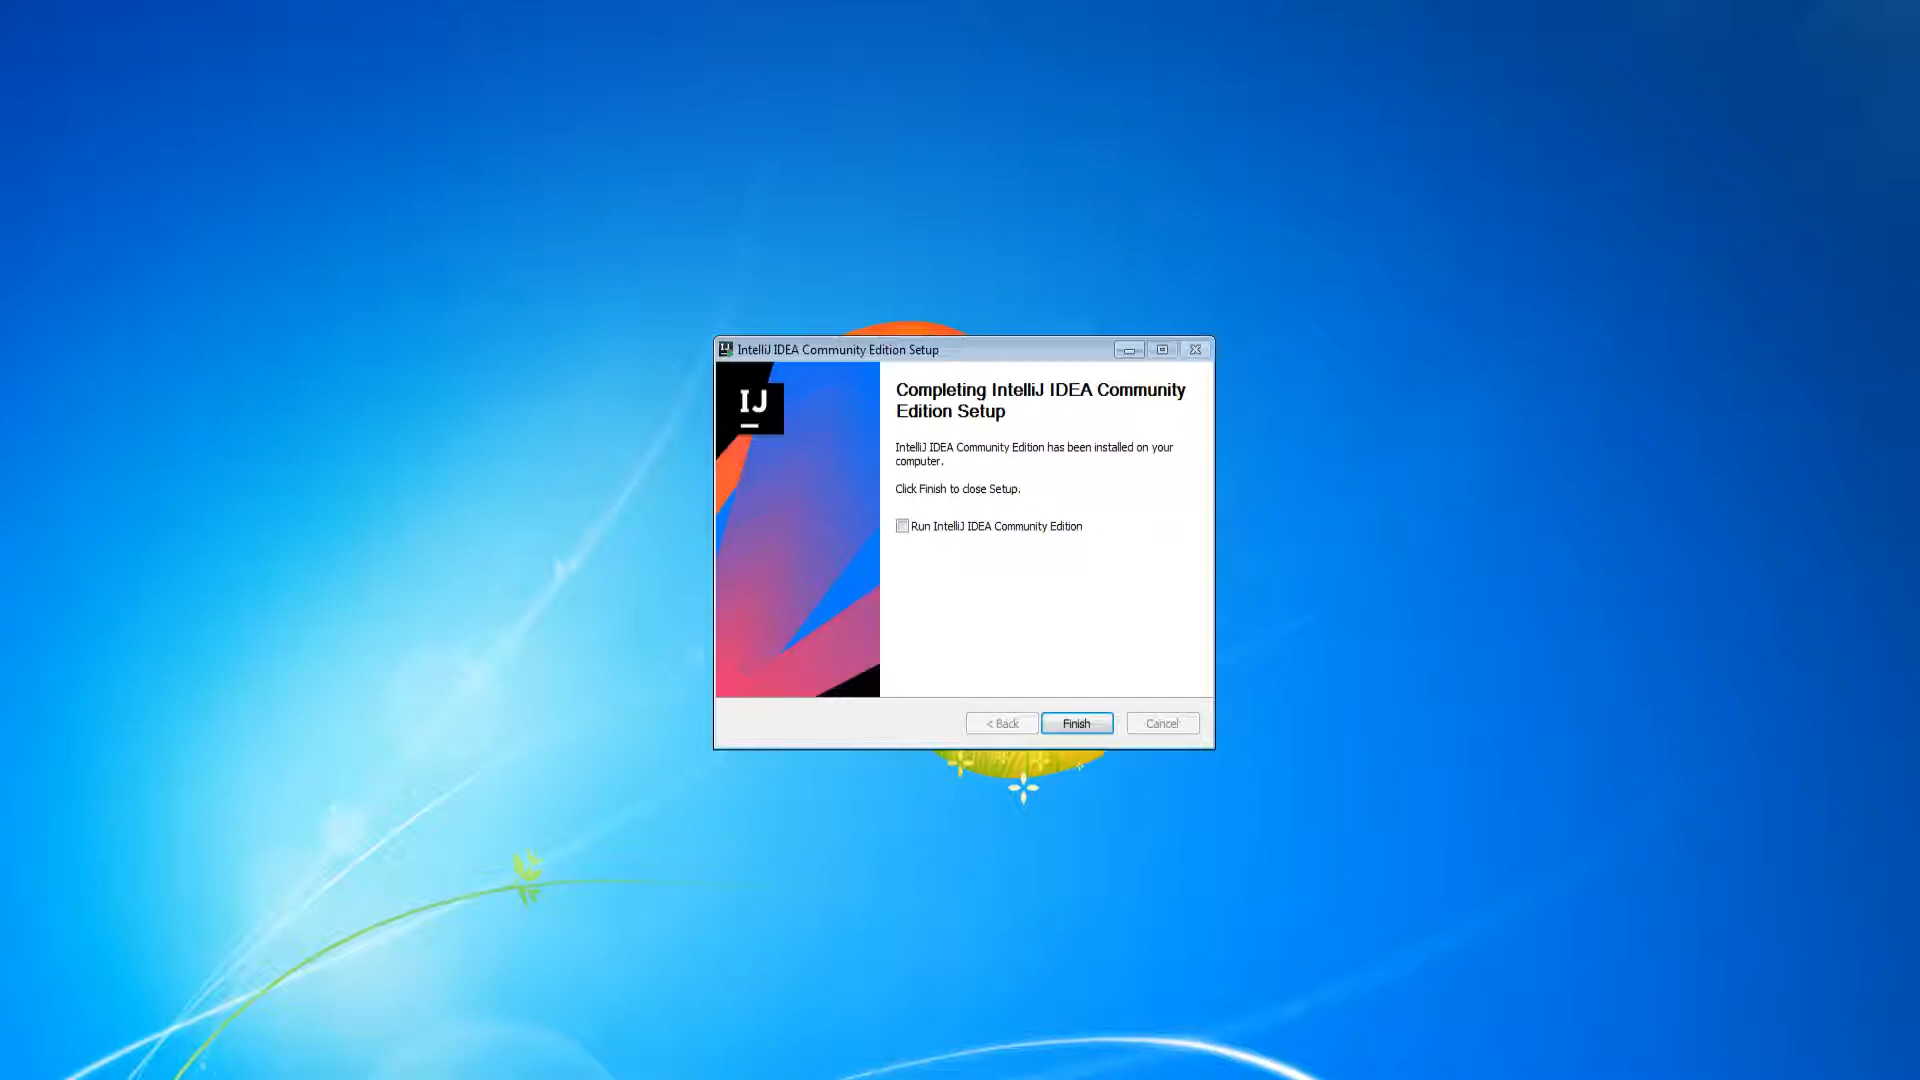 IntelliJ IDEA Community Edition Setup
IJ
Completing IntelliJ IDEA Community
Edition Setup
IntelliJ IDEA Community Edition has been installed on your
computer.
Click Finish to close Setup.
Run IntelliJ IDEA Community Edition
< Back
Finish
Cancel